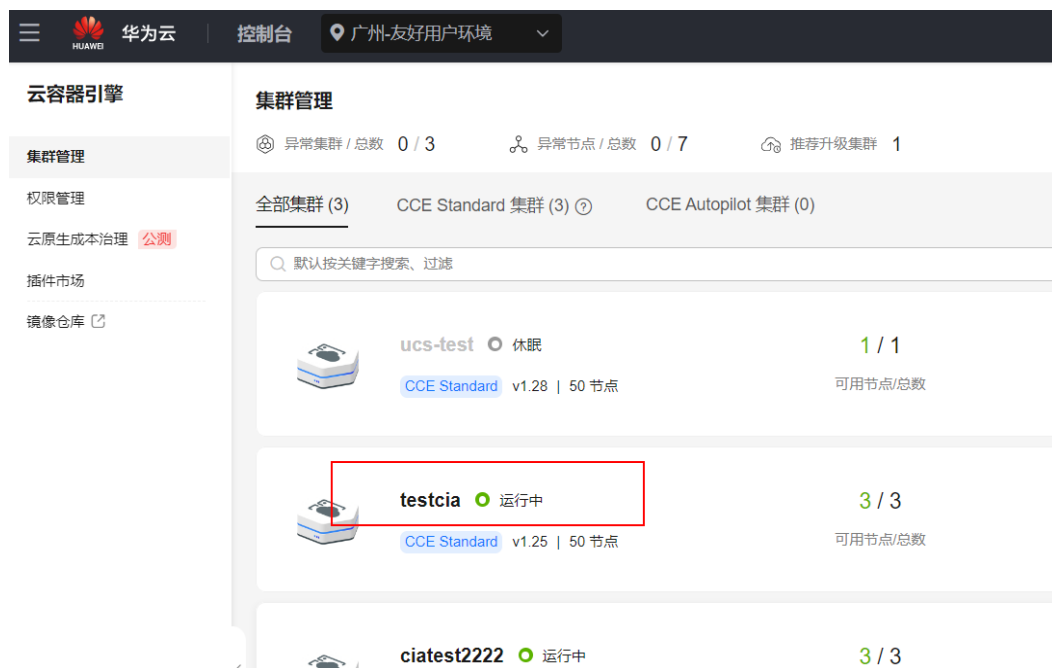 HUAWEI 华为云 控制台 广州-友好用户环境
云容器引擎
集群管理
权限管理
云原生成本治理 公测
插件市场
镜像仓库
集群管理
异常集群 / 总数 0 / 3 异常节点 / 总数 0 / 7 推荐升级集群 1
全部集群 (3) CCE Standard 集群 (3) ? CCE Autopilot 集群 (0)
默认按关键字搜索、过滤
ucs-test 休眠 1 / 1
CCE Standard v1.28 | 50 节点 可用节点/总数
testcia 运行中 3 / 3
CCE Standard v1.25 | 50 节点 可用节点/总数
ciatest2222 运行中 3 / 3